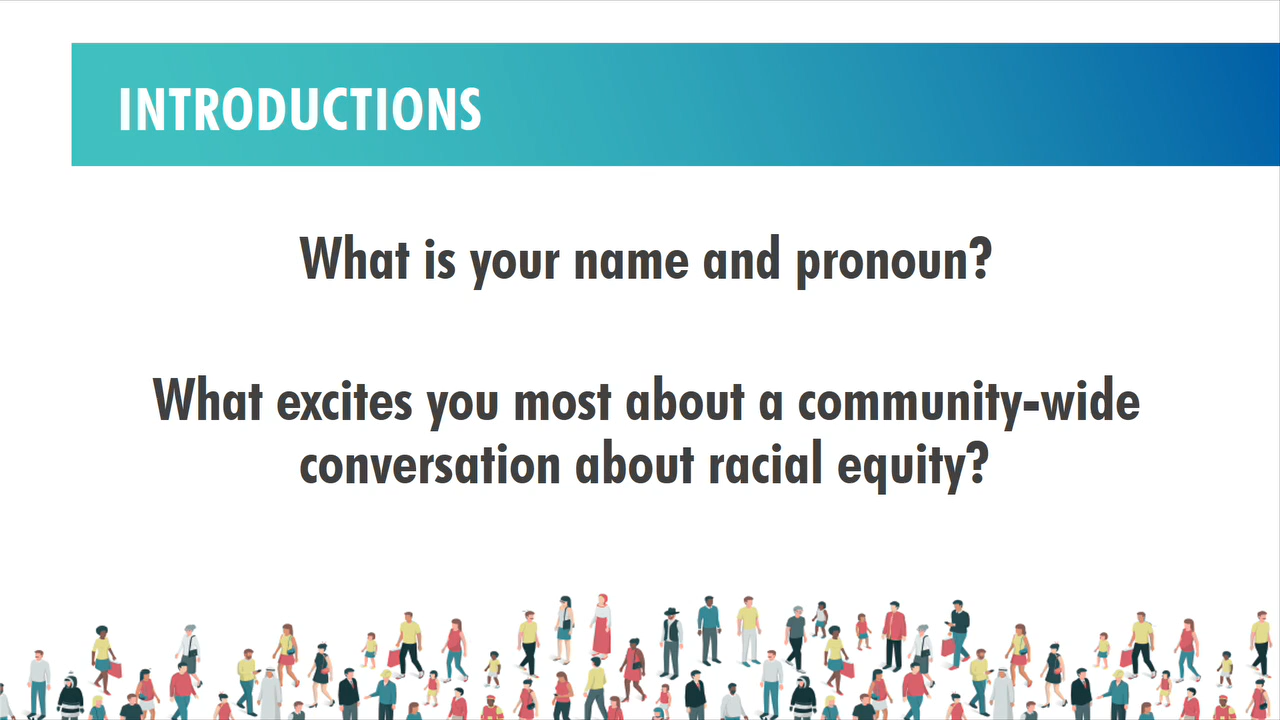 INTRODUCTIONS
What is your name and pronoun?
What excites you most about a community-wide
conversation about racial equity?